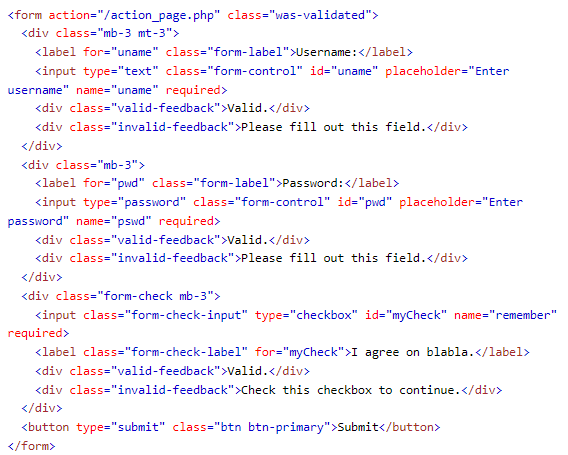 <form action="/action_page.php" class="was-validated">
<div class="mb-3 mt-3">
<label for="uname" class="form-label">Username:</label>
<input type="text" class="form-control" id="uname" placeholder="Enter
username" name="uname" required>
<div class="valid-feedback">Valid.</div>
<div class="invalid-feedback">Please fill out this field.</div>
</div>
<div class="mb-3">
<label for="pwd" class="form-label">Password:</label>
<input type="password" class="form-control" id="pwd" placeholder="Enter
password" name="pswd" required>
<div class="valid-feedback">Valid.</div>
<div class="invalid-feedback">Please fill out this field.</div>
</div>
<div class="form-check mb-3">
<input class="form-check-input" type="checkbox" id="myCheck" name="remember"
required>
<label class="form-check-label" for="myCheck">I agree on blabla.</label>
<div class="valid-feedback">Valid.</div>
<div class="invalid-feedback">Check this checkbox to continue.</div>
</div>
<button type="submit" class="btn btn-primary">Submit</button>
</form>